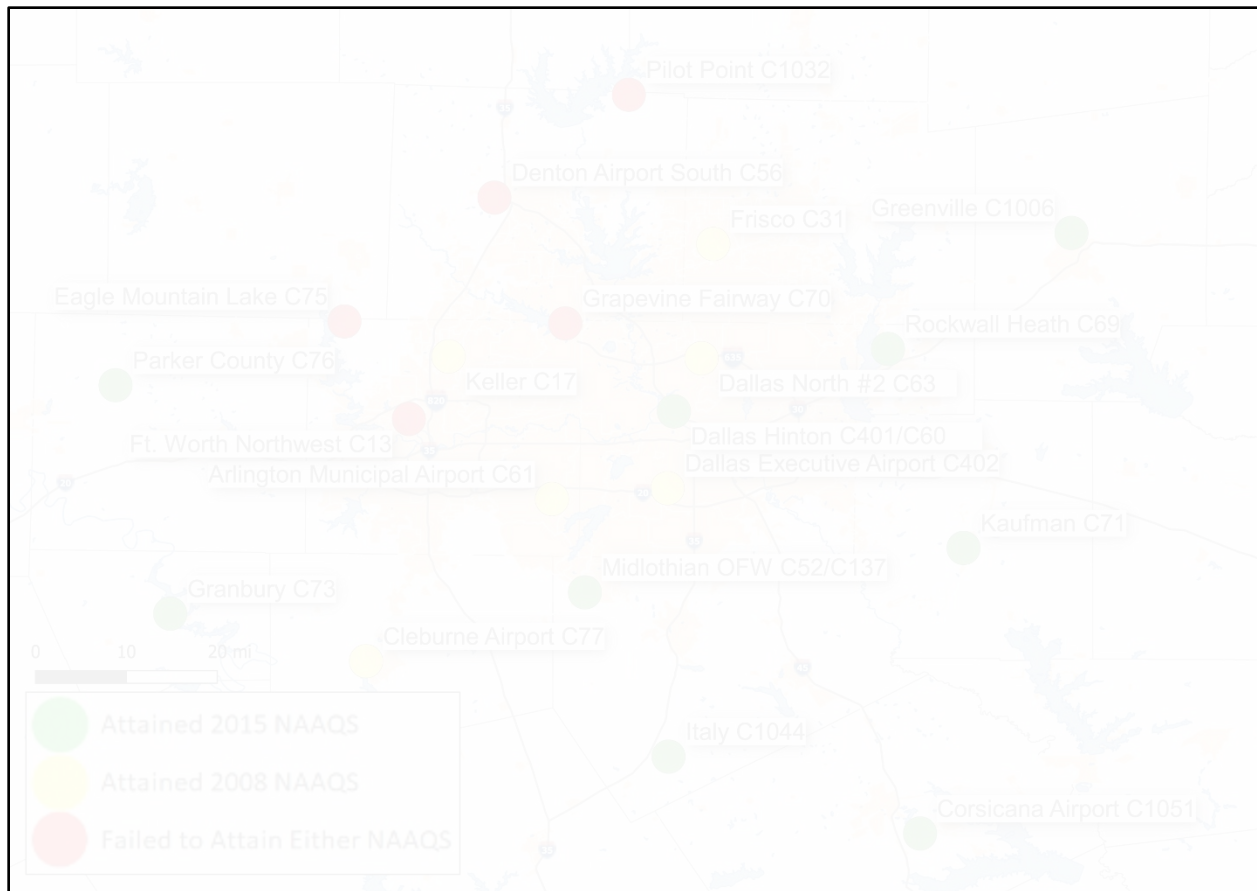 Pilot Point C1032
Denton Airport South C56
Frisco C31
Greenville C1006
Eagle Mountain Lake C75
Grapevine Fairway C70
Rockwall Heath C69
Parker County C76
Keller C17
Dallas North #2 C63
Ft. Worth Northwest C13
Dallas Hinton C401/C60
Arlington Municipal Airport C61
Dallas Executive Airport C402
Kaufman C71
Midlothian OFW C52/C137
Granbury C73
Cleburne Airport C77
0 10 20 mi
Attained 2015 NAAQS
Italy C1044
Attained 2008 NAAQS
Corsicana Airport C1051
Failed to Attain Either NAAQS